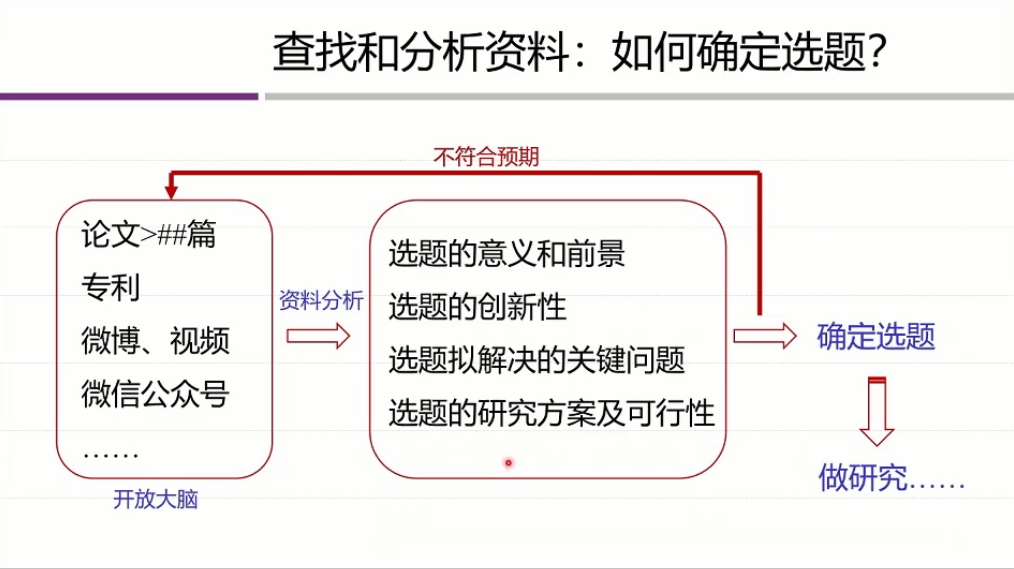 查找和分析资料：如何确定选题？
不符合预期
论文>##篇
专利
微博、视频
微信公众号
……
开放大脑
资料分析
选题的意义和前景
选题的创新性
选题拟解决的关键问题
选题的研究方案及可行性
确定选题
做研究……